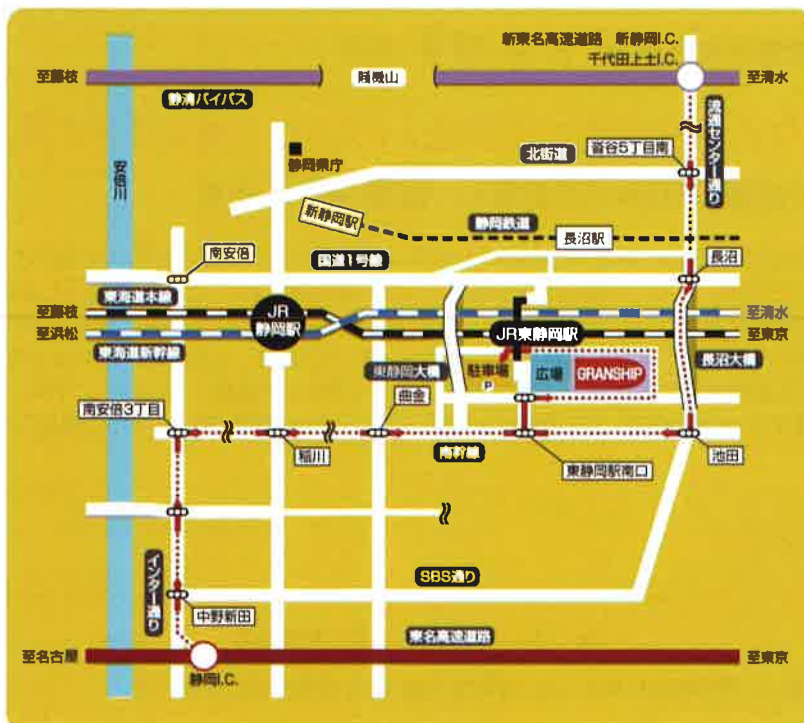 新東名高速道路　新静岡I.C.
千代田上土I.C.
至藤枝
賤機山
至清水
静清バイパス
流通センター通り
安倍川
静岡県庁
北街道
沓谷5丁目南
新静岡駅
静岡鉄道
長沼駅
南安倍
国道1号線
長沼
東海道本線
至藤枝
至清水
JR
静岡駅
JR東静岡駅
至浜松
至東京
東海道新幹線
東静岡大橋
駐車場
P
広場
GRANSHIP
長沼大橋
南安倍3丁目
曲金
稲川
南幹線
東静岡駅南口
池田
インター通り
SBS通り
中野新田
東名高速道路
至名古屋
至東京
静岡I.C.